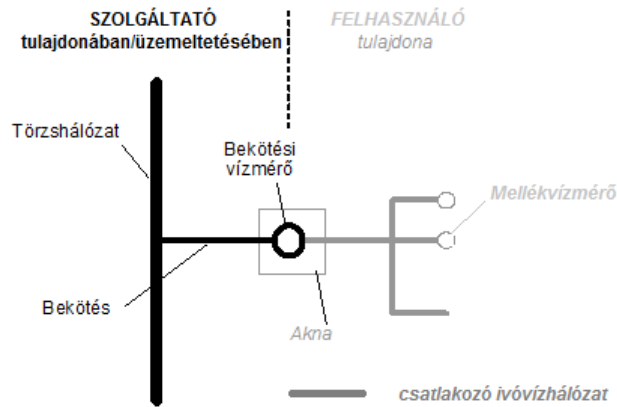 SZOLGÁLTATÓ
tulajdonában/üzemeltetésében
FELHASZNÁLÓ
tulajdona
Törzshálózat
Bekötési
vízmérő
Mellékvízmérő
Bekötés
Akna
csatlakozó ivóvízhálózat